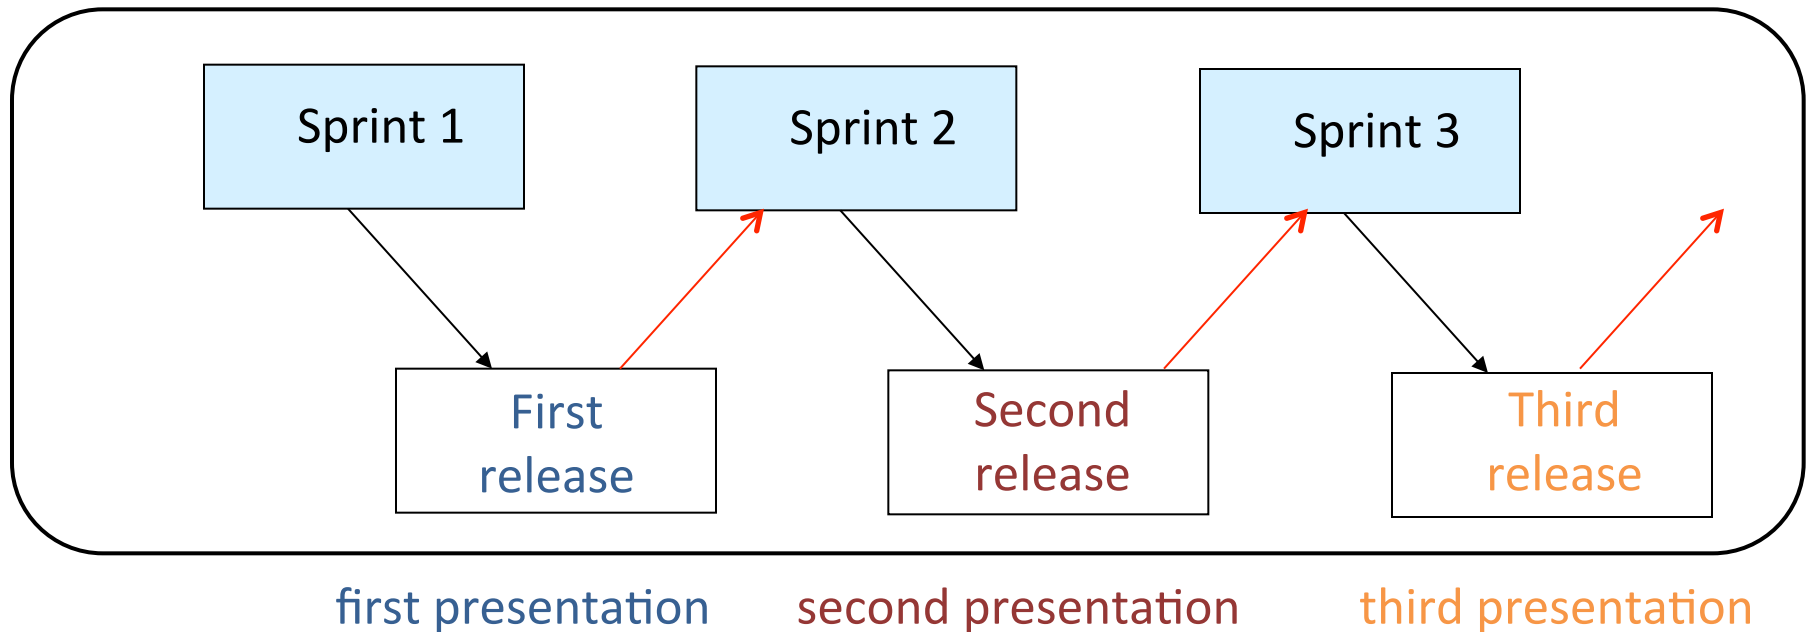 Sprint 1
Sprint 2
Sprint 3
First
release
Second
release
Third
release
first presentation
second presentation
third presentation